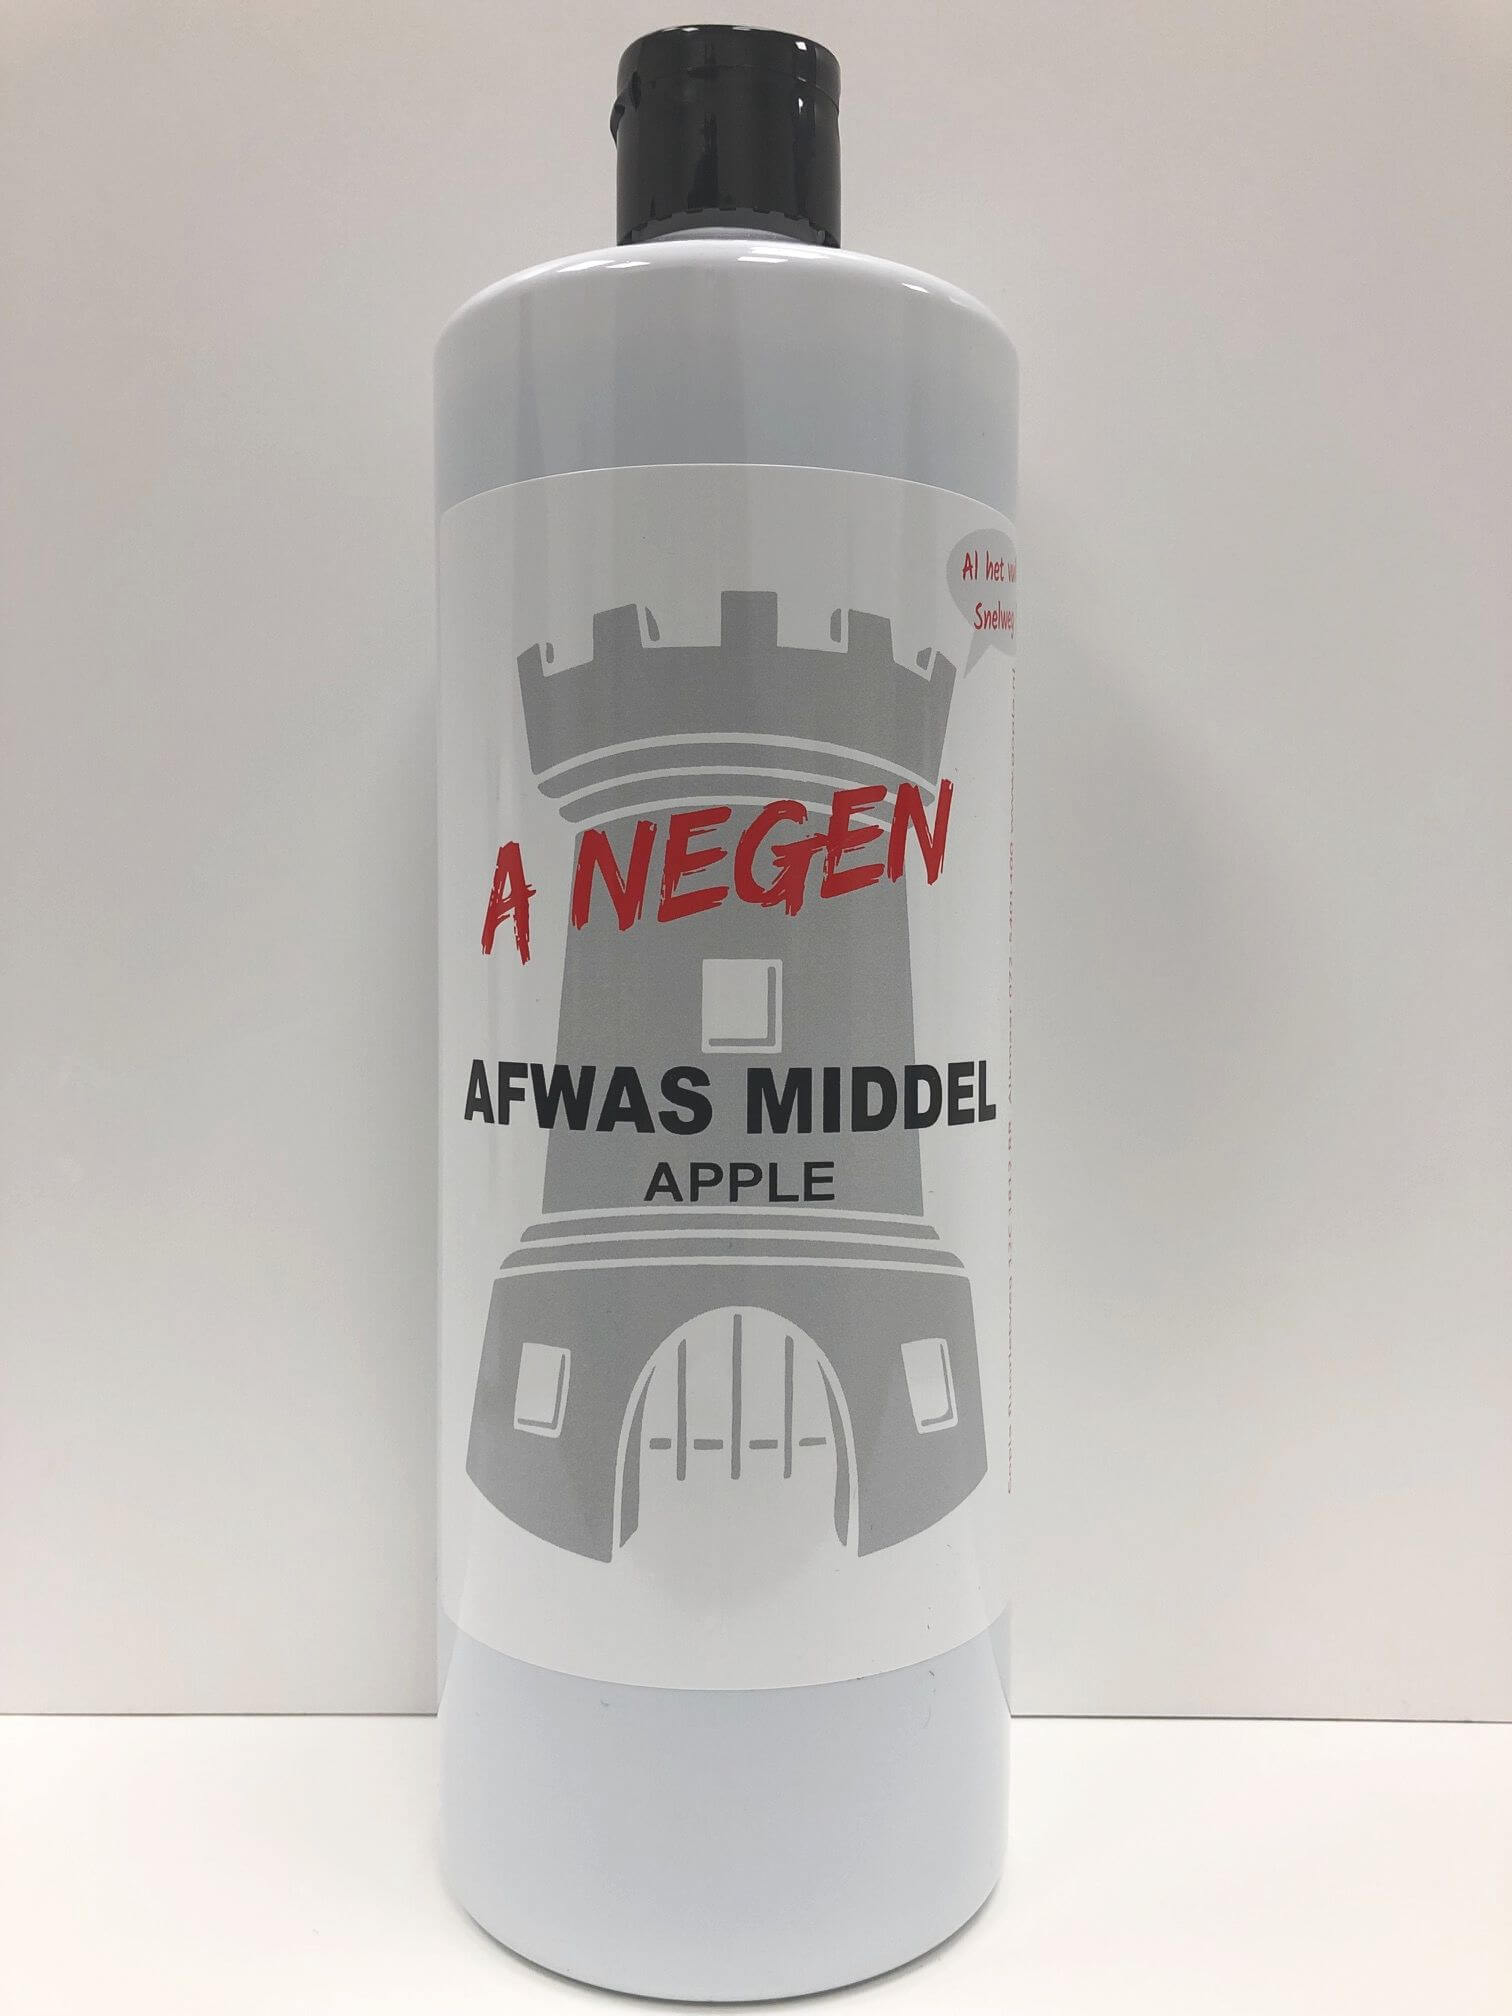 Al het
Snelweg
A NEGEN
AFWAS MIDDEL
APPLE